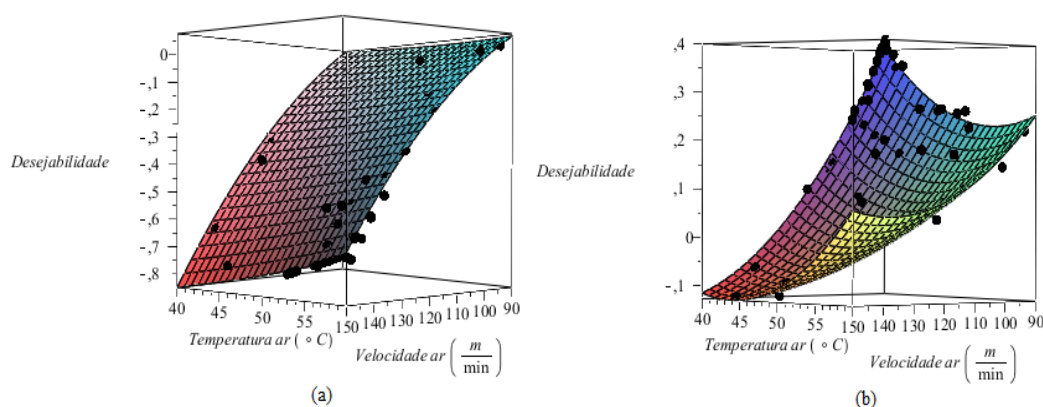 0
,1
-,1
-,2
-,3
-,4
-,5
-,6
-,7
-,8
Desejabilidade
40
45
50
55
150 140 130 120 110 100 90
Temperatura ar ( ∘ C)
Velocidade ar ( m/min )
(a)
,4
,3
,2
,1
0
-,1
Desejabilidade
40
45
55
150 140 130 120 110 100 90
Temperatura ar ( ∘ C)
Velocidade ar ( m/min )
(b)